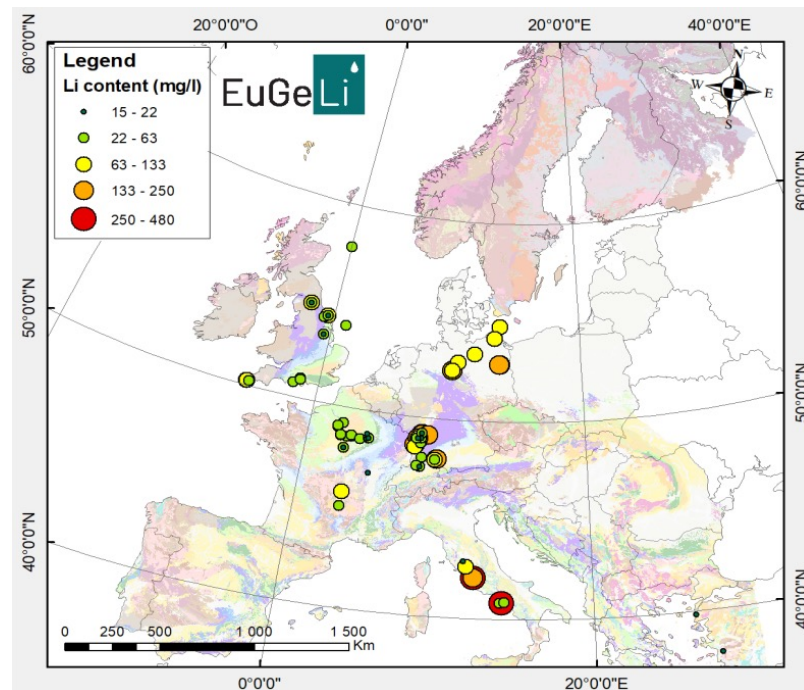 20°0'0"W
0°0'0"
20°0'0"E
40°0'0"E
60°0'0"N
Legend
Li content (mg/l)
15 - 22
22 - 63
63 - 133
133 - 250
250 - 480
EuGeLi
N
W
E
S
60°0'0"N
50°0'0"N
50°0'0"N
40°0'0"N
40°0'0"N
0 250 500 1 000 1 500
Km
0°0'0"
20°0'0"E